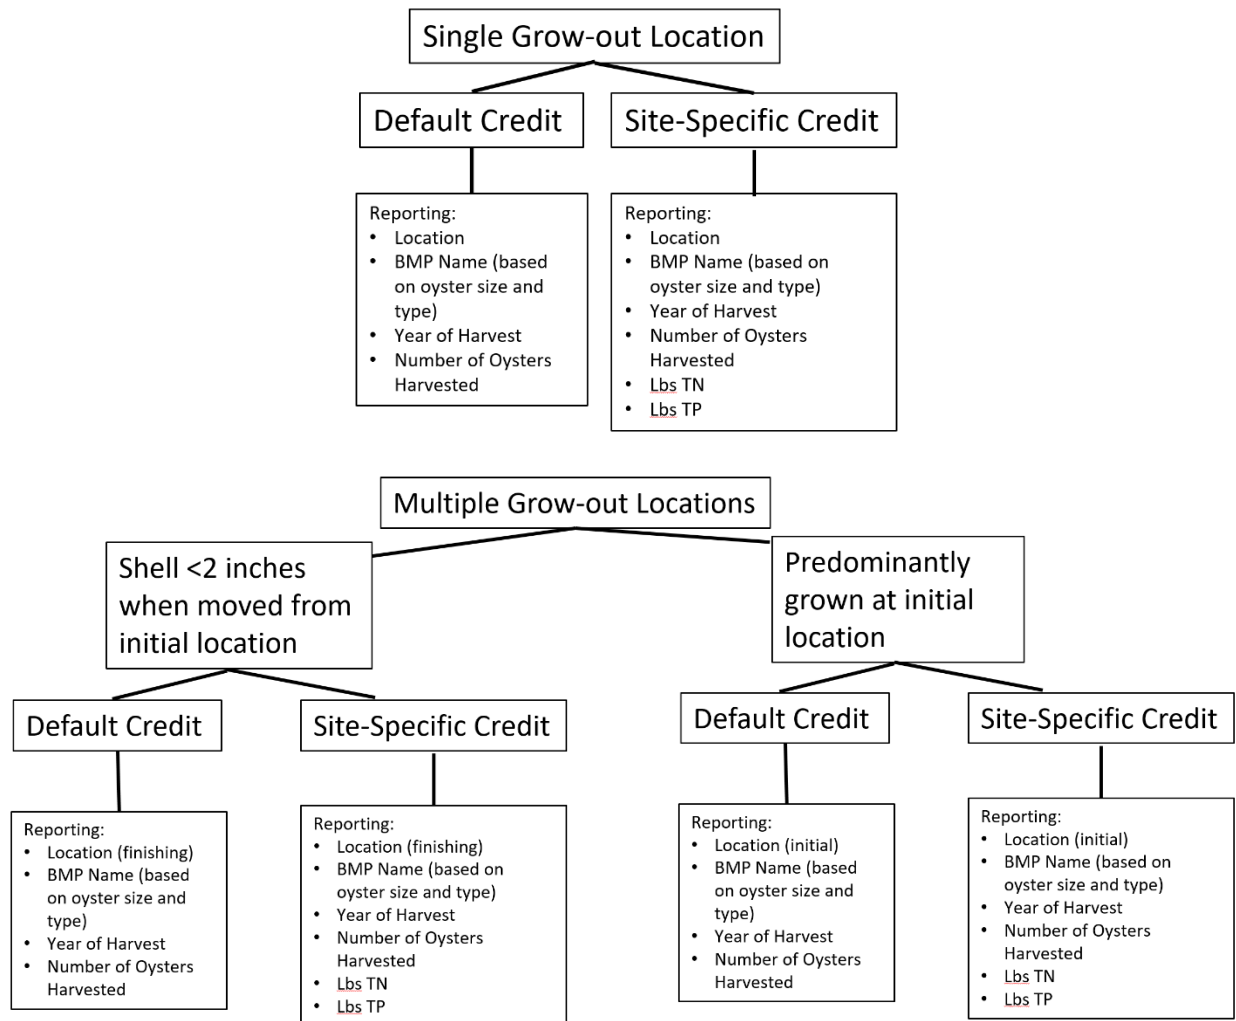 Single Grow-out Location
Default Credit
Site-Specific Credit
Reporting:
• Location
• BMP Name (based
on oyster size and
type)
• Year of Harvest
• Number of Oysters
Harvested
Reporting:
• Location
• BMP Name (based on
oyster size and type)
• Year of Harvest
• Number of Oysters
Harvested
• Lbs TN
• Lbs TP
Multiple Grow-out Locations
Shell <2 inches
when moved from
initial location
Predominantly
grown at initial
location
Default Credit
Site-Specific Credit
Default Credit
Site-Specific Credit
Reporting:
• Location (finishing)
• BMP Name (based
on oyster size and
type)
• Year of Harvest
• Number of Oysters
Harvested
Reporting:
• Location (finishing)
• BMP Name (based on
oyster size and type)
• Year of Harvest
• Number of Oysters
Harvested
• Lbs TN
• Lbs TP
Reporting:
• Location (initial)
• BMP Name (based
on oyster size and
type)
• Year of Harvest
• Number of Oysters
Harvested
Reporting:
• Location (initial)
• BMP Name (based on
oyster size and type)
• Year of Harvest
• Number of Oysters
Harvested
• Lbs TN
• Lbs TP